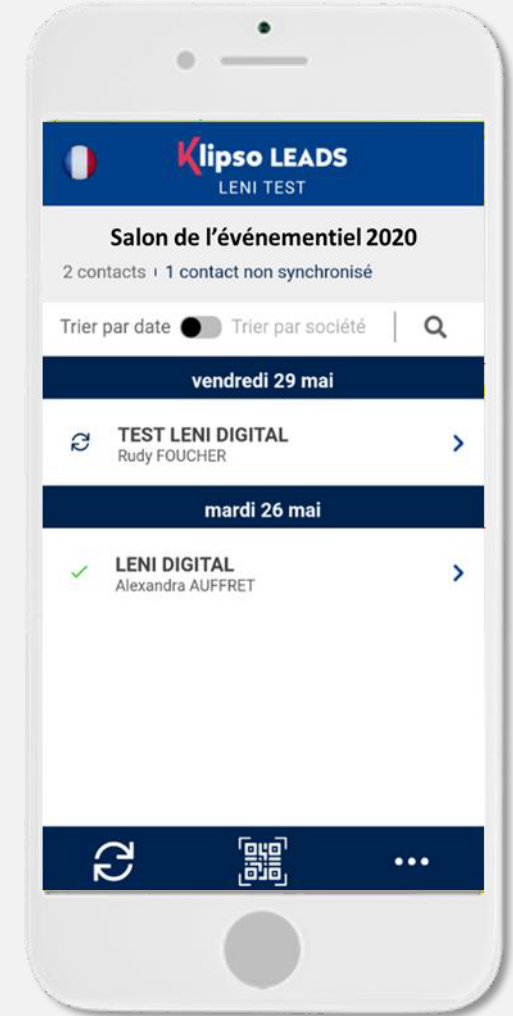 Klipso LEADS
LENI TEST
Salon de l'événementiel 2020
2 contacts 1 contact non synchronisé
Trier par date Trier par société
vendredi 29 mai
TEST LENI DIGITAL
Rudy FOUCHER
mardi 26 mai
LENI DIGITAL
Alexandra AUFFRET